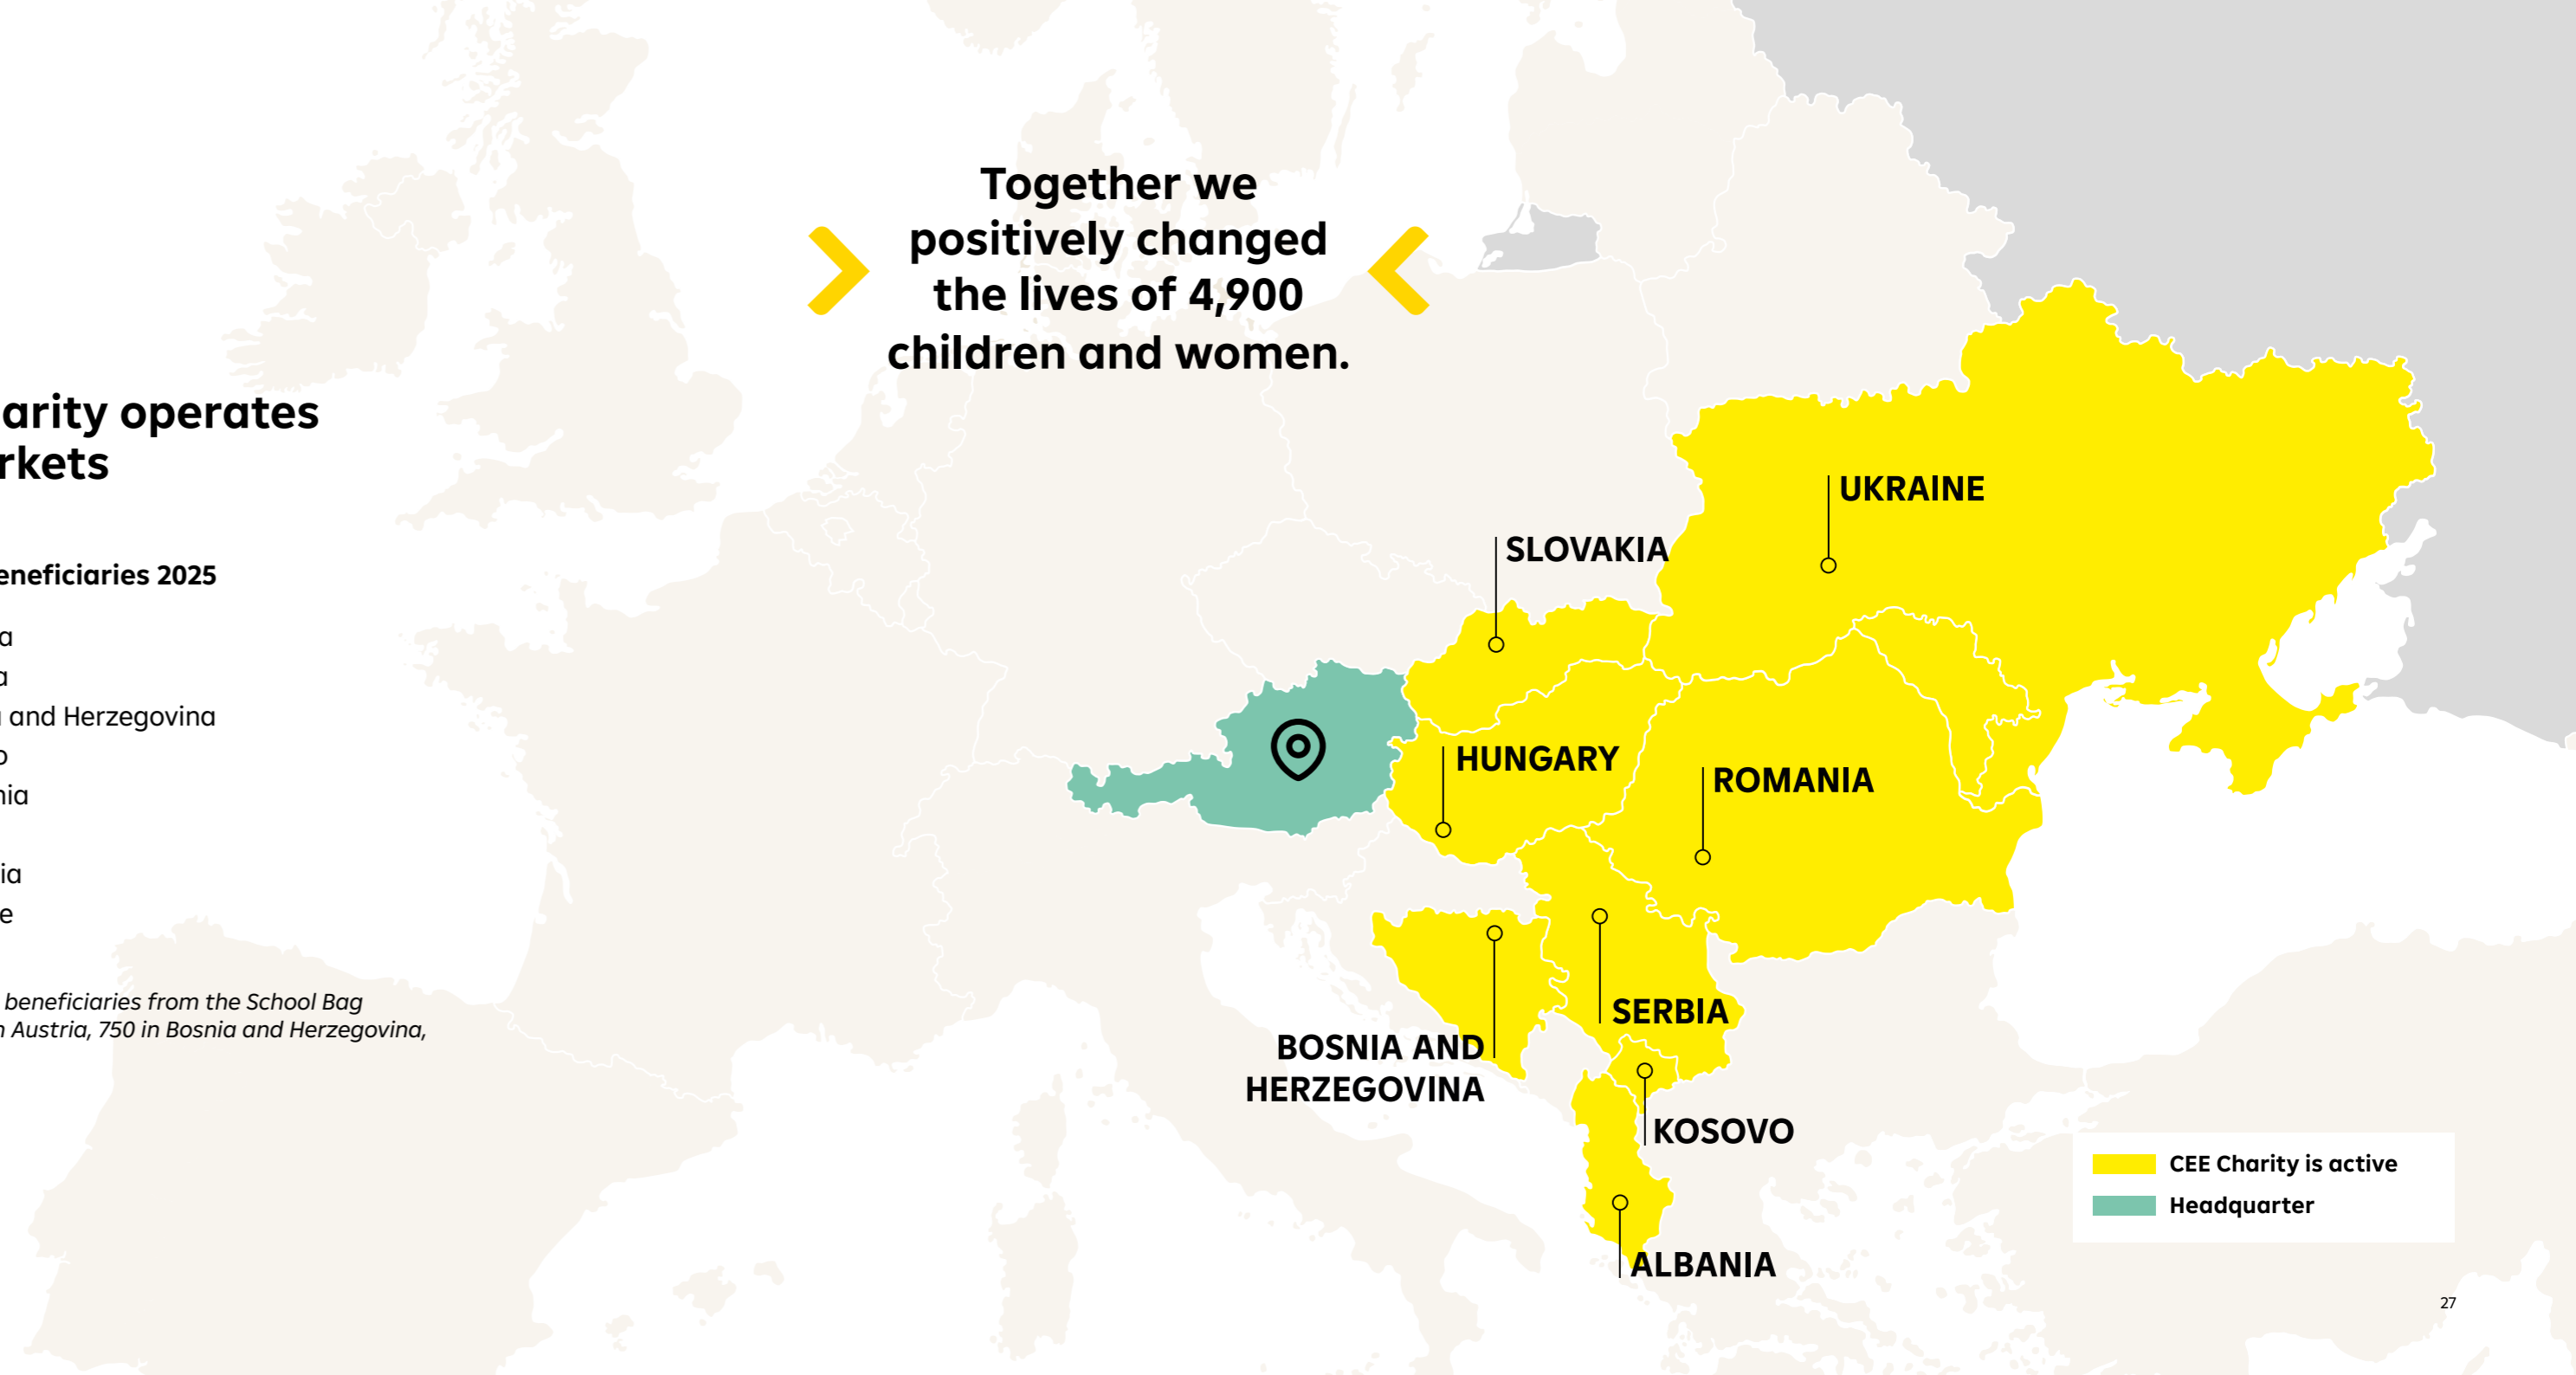 Together we
positively changed
the lives of 4,900
children and women.
arity operates
rkets
eneficiaries 2025
a
a
and Herzegovina
o
nia
ia
e
beneficiaries from the School Bag
n Austria, 750 in Bosnia and Herzegovina,
UKRAINE
SLOVAKIA
HUNGARY
ROMANIA
SERBIA
BOSNIA AND
HERZEGOVINA
KOSOVO
ALBANIA
CEE Charity is active
Headquarter
27